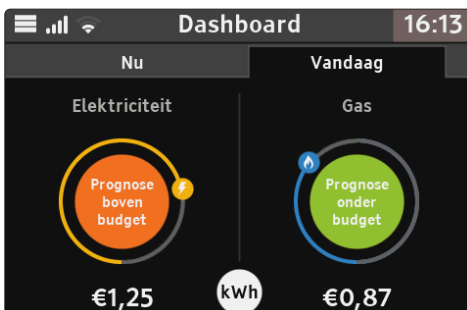 Dashboard 16:13
Nu Vandaag
Elektriciteit Gas
Prognose
boven
budget
Prognose
onder
budget
€1,25 kWh €0,87